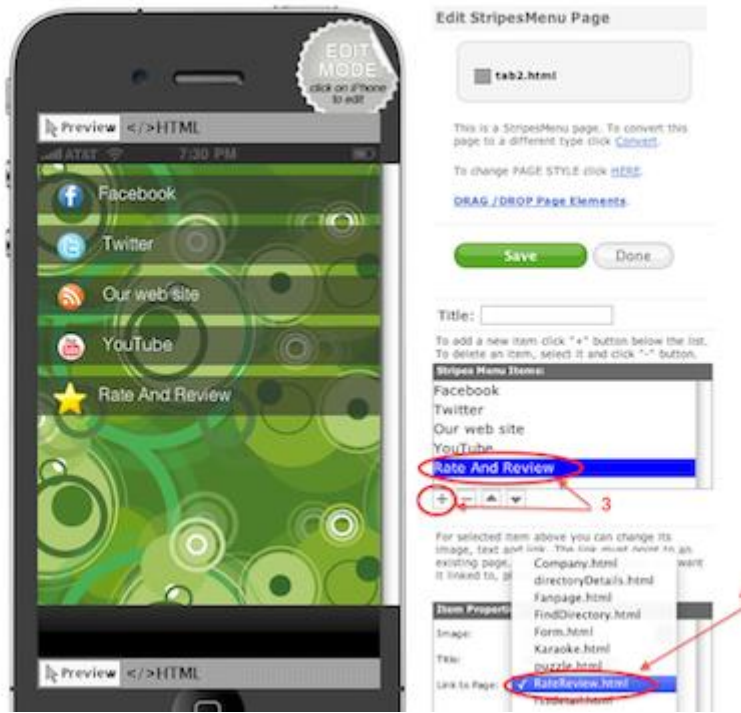 EDIT
MODE
click on iPhone
to edit
Preview </>HTML
AT&T 7:30 PM
Facebook
Twitter
Our web site
YouTube
Rate And Review
Preview </>HTML
Edit StripesMenu Page
tab2.html
This is a StripesMenu page. To convert this
page to a different type click Convert.
To change PAGE STYLE click HERE.
DRAG /DROP Page Elements.
Save Done
Title:
To add a new item click "+" button below the list.
To delete an item, select it and click "-" button.
Stripes Menu Items:
Facebook
Twitter
Our web site
YouTube
Rate And Review
3
For selected item above you can change its
image, text and link. The link must point to an
existing page. want
it linked to,
Company.html
directoryDetails.html
Fanpage.html
FindDirectory.html
Form.html
Karaoke.html
puzzle.html
RateReview.html
Item
Image:
Title:
Link to Page: